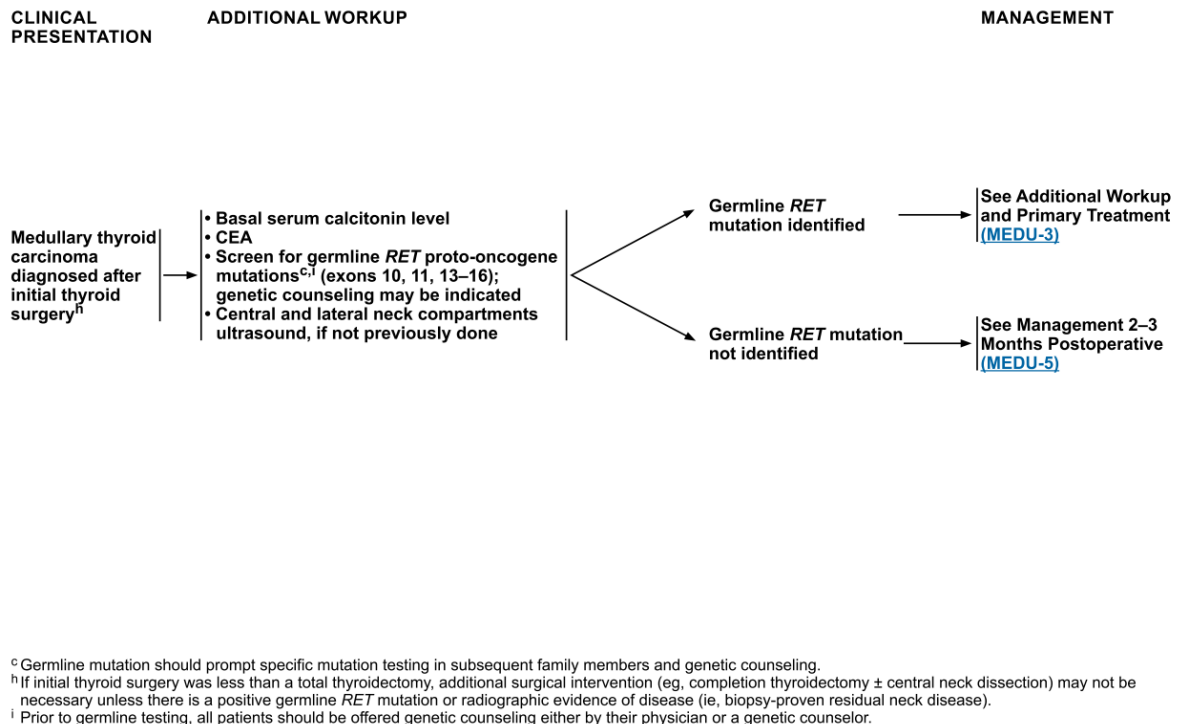 CLINICAL
PRESENTATION
ADDITIONAL WORKUP
MANAGEMENT
Medullary thyroid
carcinoma
diagnosed after
initial thyroid
surgeryh
• Basal serum calcitonin level
• CEA
• Screen for germline RET proto-oncogene
mutationsc,i (exons 10, 11, 13–16);
genetic counseling may be indicated
• Central and lateral neck compartments
ultrasound, if not previously done
Germline RET
mutation identified
See Additional Workup
and Primary Treatment
(MEDU-3)
Germline RET mutation
not identified
See Management 2–3
Months Postoperative
(MEDU-5)
c Germline mutation should prompt specific mutation testing in subsequent family members and genetic counseling.
h If initial thyroid surgery was less than a total thyroidectomy, additional surgical intervention (eg, completion thyroidectomy ± central neck dissection) may not be
necessary unless there is a positive germline RET mutation or radiographic evidence of disease (ie, biopsy-proven residual neck disease).
i Prior to germline testing, all patients should be offered genetic counseling either by their physician or a genetic counselor.